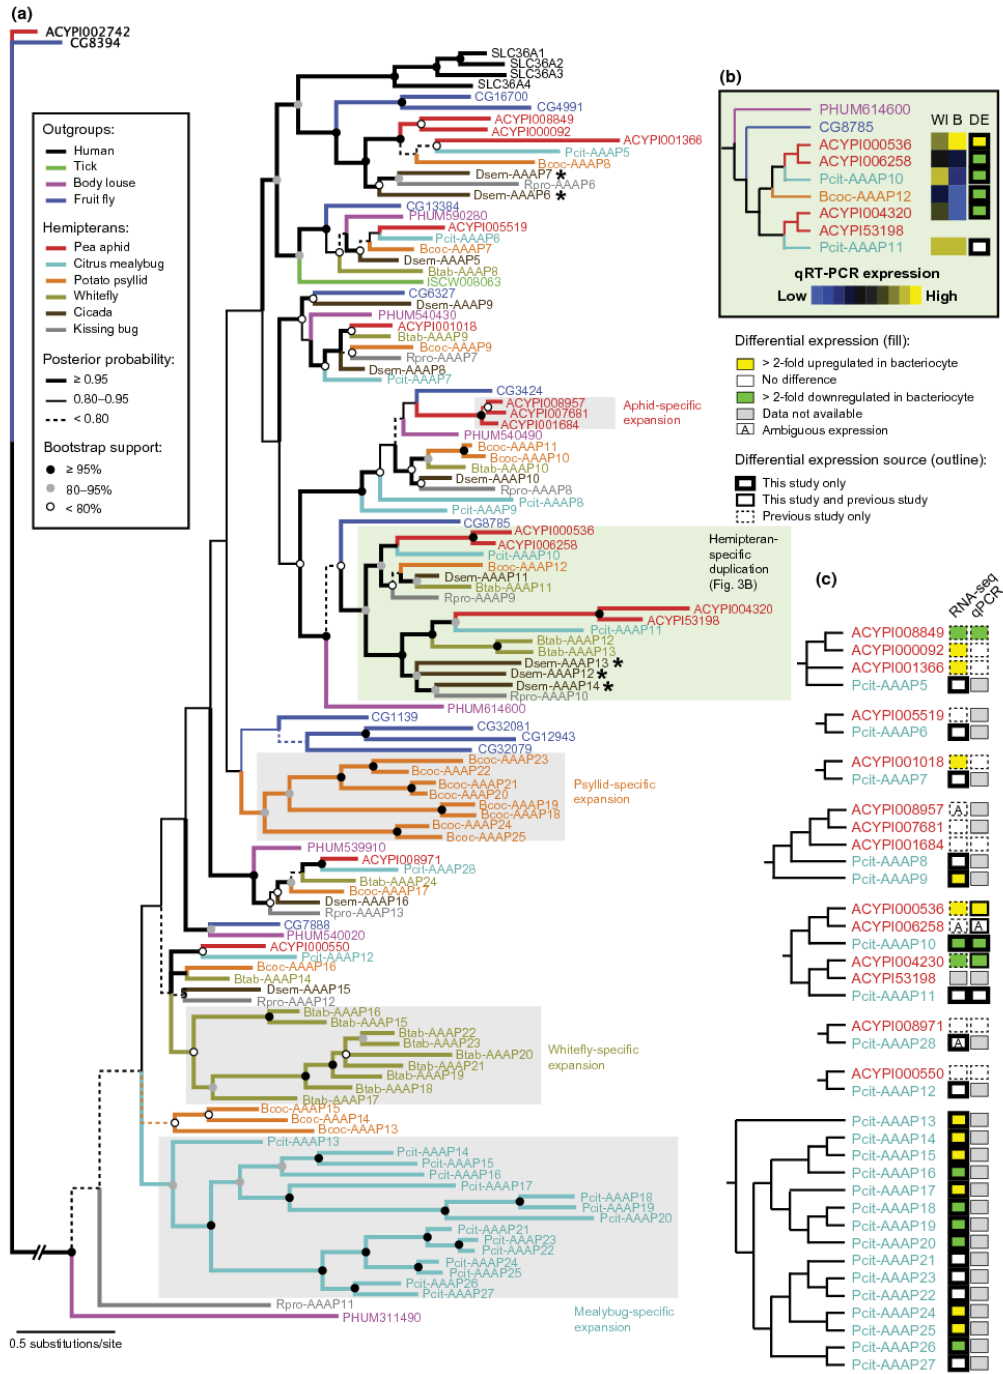 (a)
ACYPI002742
CG8394
Outgroups:
Human
Tick
Body louse
Fruit fly
Hemipterans:
Pea aphid
Citrus mealybug
Potato psyllid
Whitefly
Cicada
Kissing bug
Posterior probability:
≥ 0.95
0.80–0.95
< 0.80
Bootstrap support:
≥ 95%
80–95%
< 80%
SLC36A1
SLC36A2
SLC36A3
SLC36A4
CG16700
CG4991
ACYPI008849
ACYPI000092
ACYPI001366
Pcit-AAAP5
Bcoc-AAAP8
Dsem-AAAP7 *
Rpro-AAAP6
Dsem-AAAP6 *
CG13384
PHUM590280
ACYPI005519
Pcit-AAAP6
Bcoc-AAAP7
Dsem-AAAP5
Btab-AAAP8
ISCW008063
CG6327
Dsem-AAAP9
PHUM540430
ACYPI001018
Btab-AAAP9
Bcoc-AAAP9
Rpro-AAAP7
Dsem-AAAP8
Pcit-AAAP7
CG3424
ACYPI008957
ACYPI007681
ACYPI001684
Aphid-specific
expansion
PHUM540490
Bcoc-AAAP11
Bcoc-AAAP10
Btab-AAAP10
Dsem-AAAP10
Rpro-AAAP8
Pcit-AAAP8
Pcit-AAAP9
CG8785
ACYPI000536
ACYPI006258
Pcit-AAAP10
Bcoc-AAAP12
Dsem-AAAP11
Btab-AAAP11
Rpro-AAAP9
Hemipteran-
specific
duplication
(Fig. 3B)
ACYPI004320
ACYPI53198
Pcit-AAAP11
Btab-AAAP12
Btab-AAAP13
Dsem-AAAP13 *
Dsem-AAAP12 *
Dsem-AAAP14 *
Rpro-AAAP10
PHUM614600
CG1139
CG32081
CG12943
CG32079
Bcoc-AAAP23
Bcoc-AAAP22
Bcoc-AAAP21
Bcoc-AAAP20
Bcoc-AAAP19
Bcoc-AAAP18
Bcoc-AAAP24
Bcoc-AAAP25
Psyllid-specific
expansion
PHUM539910
ACYPI008971
Pcit-AAAP28
Btab-AAAP24
Bcoc-AAAP17
Dsem-AAAP16
Rpro-AAAP13
CG7888
PHUM540020
ACYPI000550
Pcit-AAAP12
Bcoc-AAAP16
Btab-AAAP14
Dsem-AAAP15
Rpro-AAAP12
Btab-AAAP16
Btab-AAAP15
Btab-AAAP22
Btab-AAAP23
Btab-AAAP20
Btab-AAAP21
Btab-AAAP19
Btab-AAAP18
Btab-AAAP17
Whitefly-specific
expansion
Bcoc-AAAP15
Bcoc-AAAP14
Bcoc-AAAP13
Pcit-AAAP13
Pcit-AAAP14
Pcit-AAAP15
Pcit-AAAP16
Pcit-AAAP17
Pcit-AAAP18
Pcit-AAAP19
Pcit-AAAP20
Pcit-AAAP21
Pcit-AAAP23
Pcit-AAAP22
Pcit-AAAP24
Pcit-AAAP25
Pcit-AAAP26
Pcit-AAAP27
Mealybug-specific
expansion
Rpro-AAAP11
PHUM311490
0.5 substitutions/site
(b)
WI B DE
PHUM614600
CG8785
ACYPI000536
ACYPI006258
Pcit-AAAP10
Bcoc-AAAP12
ACYPI004320
ACYPI53198
Pcit-AAAP11
qRT-PCR expression
Low High
Differential expression (fill):
> 2-fold upregulated in bacteriocyte
No difference
> 2-fold downregulated in bacteriocyte
Data not available
A Ambiguous expression
Differential expression source (outline):
This study only
This study and previous study
Previous study only
(c)
RNA-seq
qPCR
ACYPI008849
ACYPI000092
ACYPI001366
Pcit-AAAP5
ACYPI005519
Pcit-AAAP6
ACYPI001018
Pcit-AAAP7
ACYPI008957 A
ACYPI007681
ACYPI001684
Pcit-AAAP8
Pcit-AAAP9
ACYPI000536
ACYPI006258 A A
Pcit-AAAP10
ACYPI004230
ACYPI53198
Pcit-AAAP11
ACYPI008971
Pcit-AAAP28 A
ACYPI000550
Pcit-AAAP12
Pcit-AAAP13
Pcit-AAAP14
Pcit-AAAP15
Pcit-AAAP16
Pcit-AAAP17
Pcit-AAAP18
Pcit-AAAP19
Pcit-AAAP20
Pcit-AAAP21
Pcit-AAAP23
Pcit-AAAP22
Pcit-AAAP24
Pcit-AAAP25
Pcit-AAAP26
Pcit-AAAP27